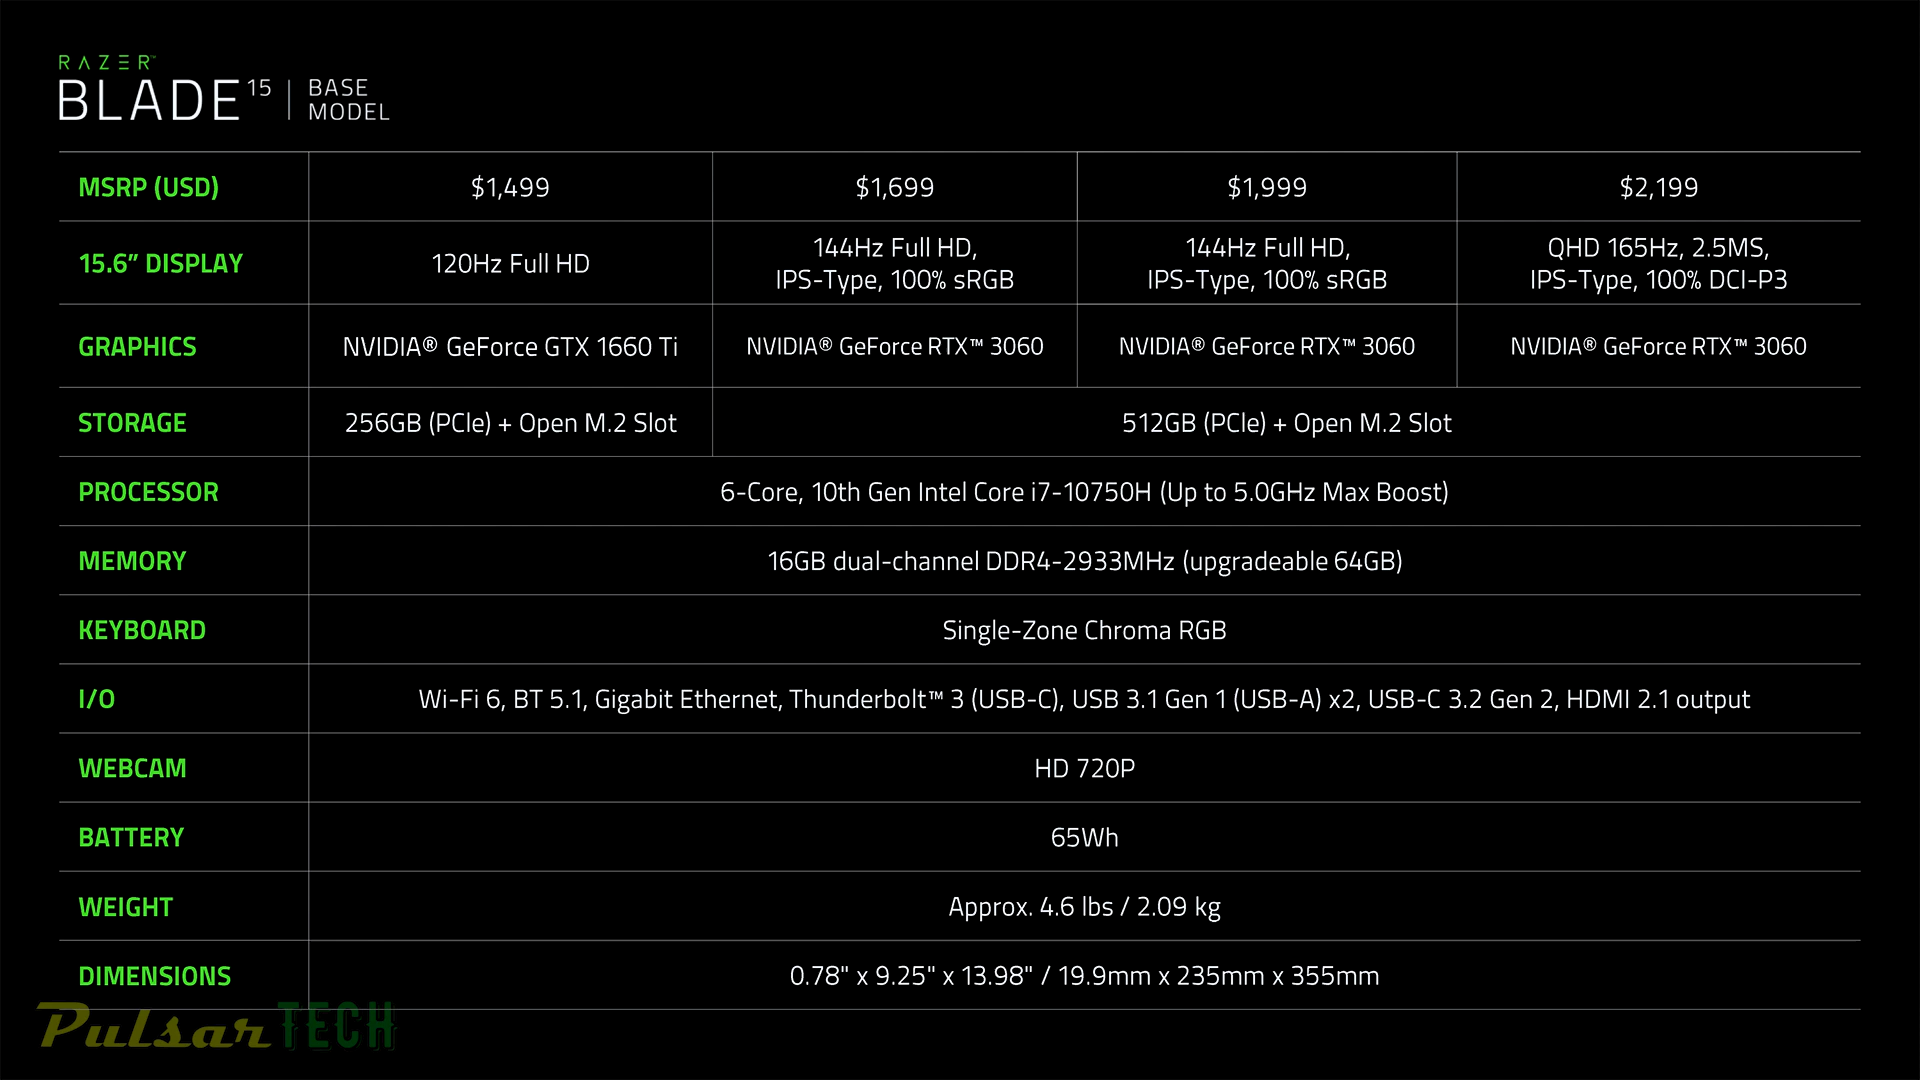 RAZER™
BLADE 15 | BASE
MODEL
MSRP (USD) $1,499 $1,699 $1,999 $2,199
15.6” DISPLAY 120Hz Full HD 144Hz Full HD, IPS-Type, 100% sRGB 144Hz Full HD, IPS-Type, 100% sRGB QHD 165Hz, 2.5MS, IPS-Type, 100% DCI-P3
GRAPHICS NVIDIA® GeForce GTX 1660 Ti NVIDIA® GeForce RTX™ 3060 NVIDIA® GeForce RTX™ 3060 NVIDIA® GeForce RTX™ 3060
STORAGE 256GB (PCIe) + Open M.2 Slot 512GB (PCIe) + Open M.2 Slot
PROCESSOR 6-Core, 10th Gen Intel Core i7-10750H (Up to 5.0GHz Max Boost)
MEMORY 16GB dual-channel DDR4-2933MHz (upgradeable 64GB)
KEYBOARD Single-Zone Chroma RGB
I/O Wi-Fi 6, BT 5.1, Gigabit Ethernet, Thunderbolt™ 3 (USB-C), USB 3.1 Gen 1 (USB-A) x2, USB-C 3.2 Gen 2, HDMI 2.1 output
WEBCAM HD 720P
BATTERY 65Wh
WEIGHT Approx. 4.6 lbs / 2.09 kg
DIMENSIONS 0.78" x 9.25" x 13.98" / 19.9mm x 235mm x 355mm
Pulsar TECH